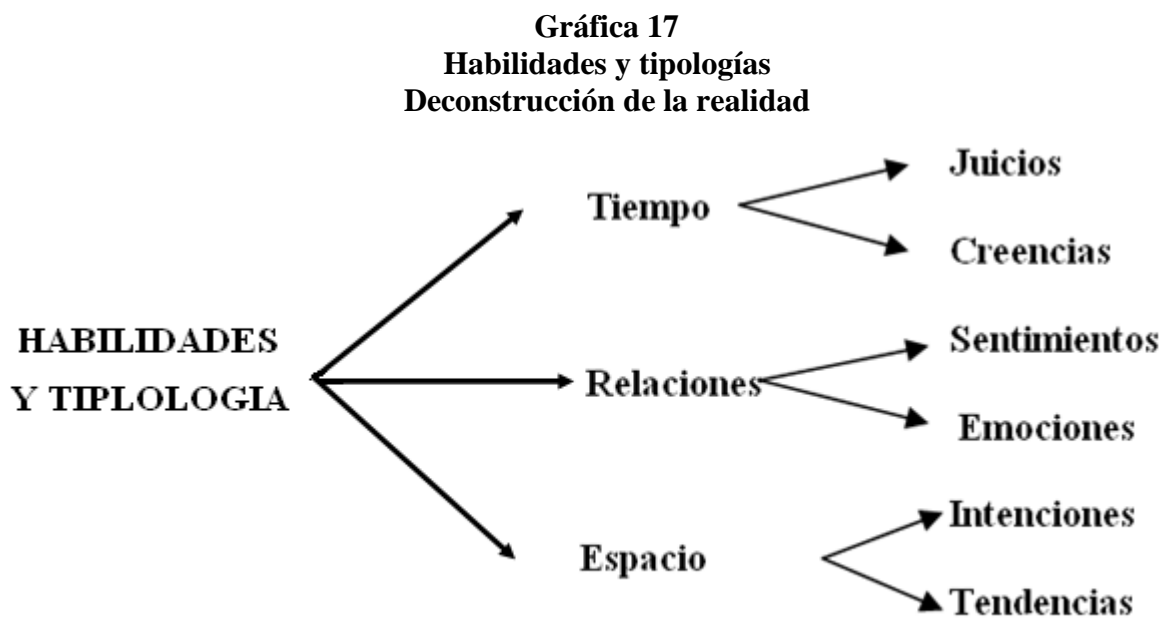 Gráfica 17
Habilidades y tipologías
Deconstrucción de la realidad
HABILIDADES
Y TIPLOLOGIA
Tiempo
Juicios
Creencias
Relaciones
Sentimientos
Emociones
Espacio
Intenciones
Tendencias